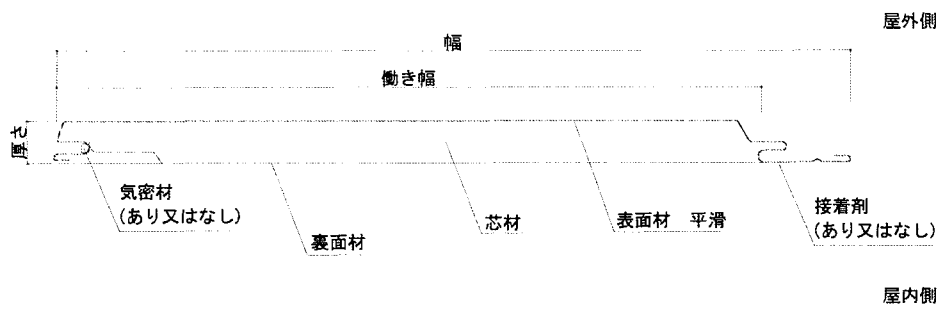 屋外側
幅
働き幅
厚さ
気密材
(あり又はなし)
裏面材
芯材
表面材　平滑
接着剤
(あり又はなし)
屋内側